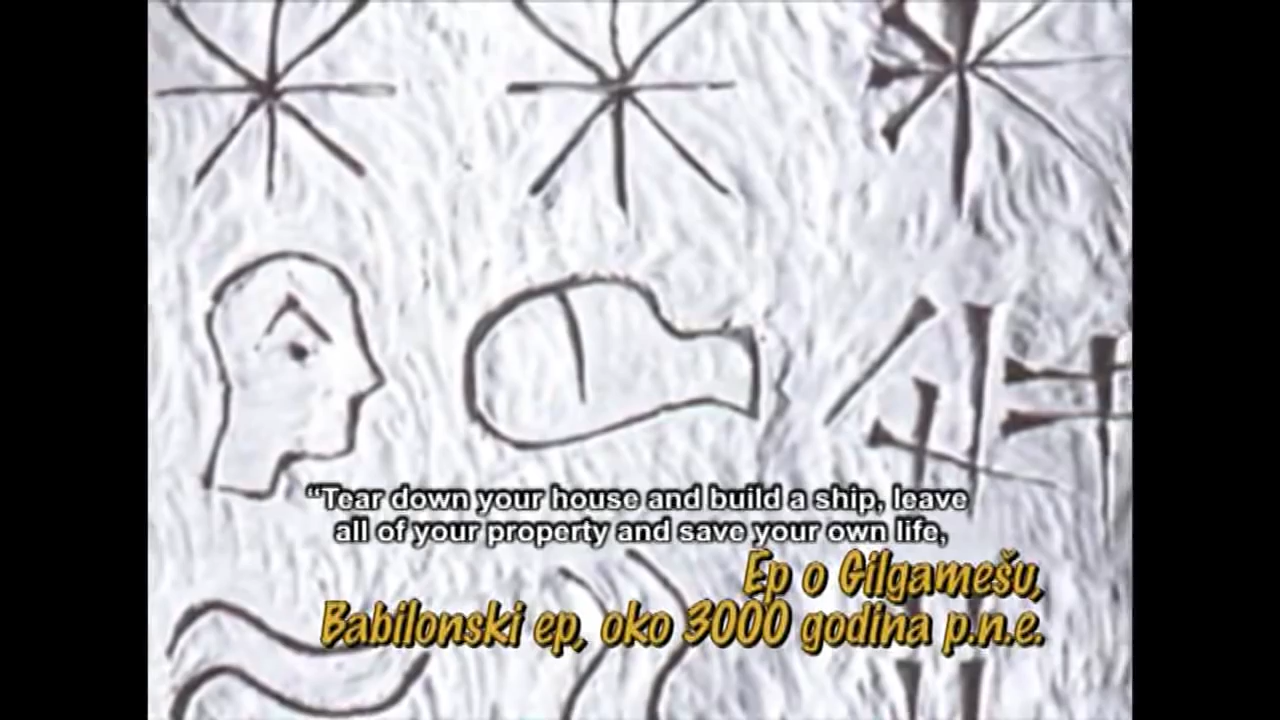 “Tear down your house and build a ship, leave
all of your property and save your own life,
Ep o Gilgamešu,
Babilonski ep, oko 3000 godina p.n.e.